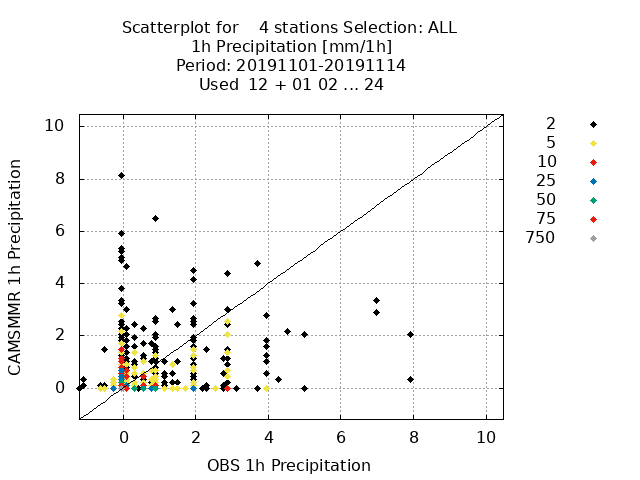 Scatterplot for    4 stations Selection: ALL
1h Precipitation [mm/1h]
Period: 20191101-20191114
Used  12 + 01 02 ... 24
10
8
6
4
2
0
CAMSMMR 1h Precipitation
0 2 4 6 8 10
OBS 1h Precipitation
2
5
10
25
50
75
750